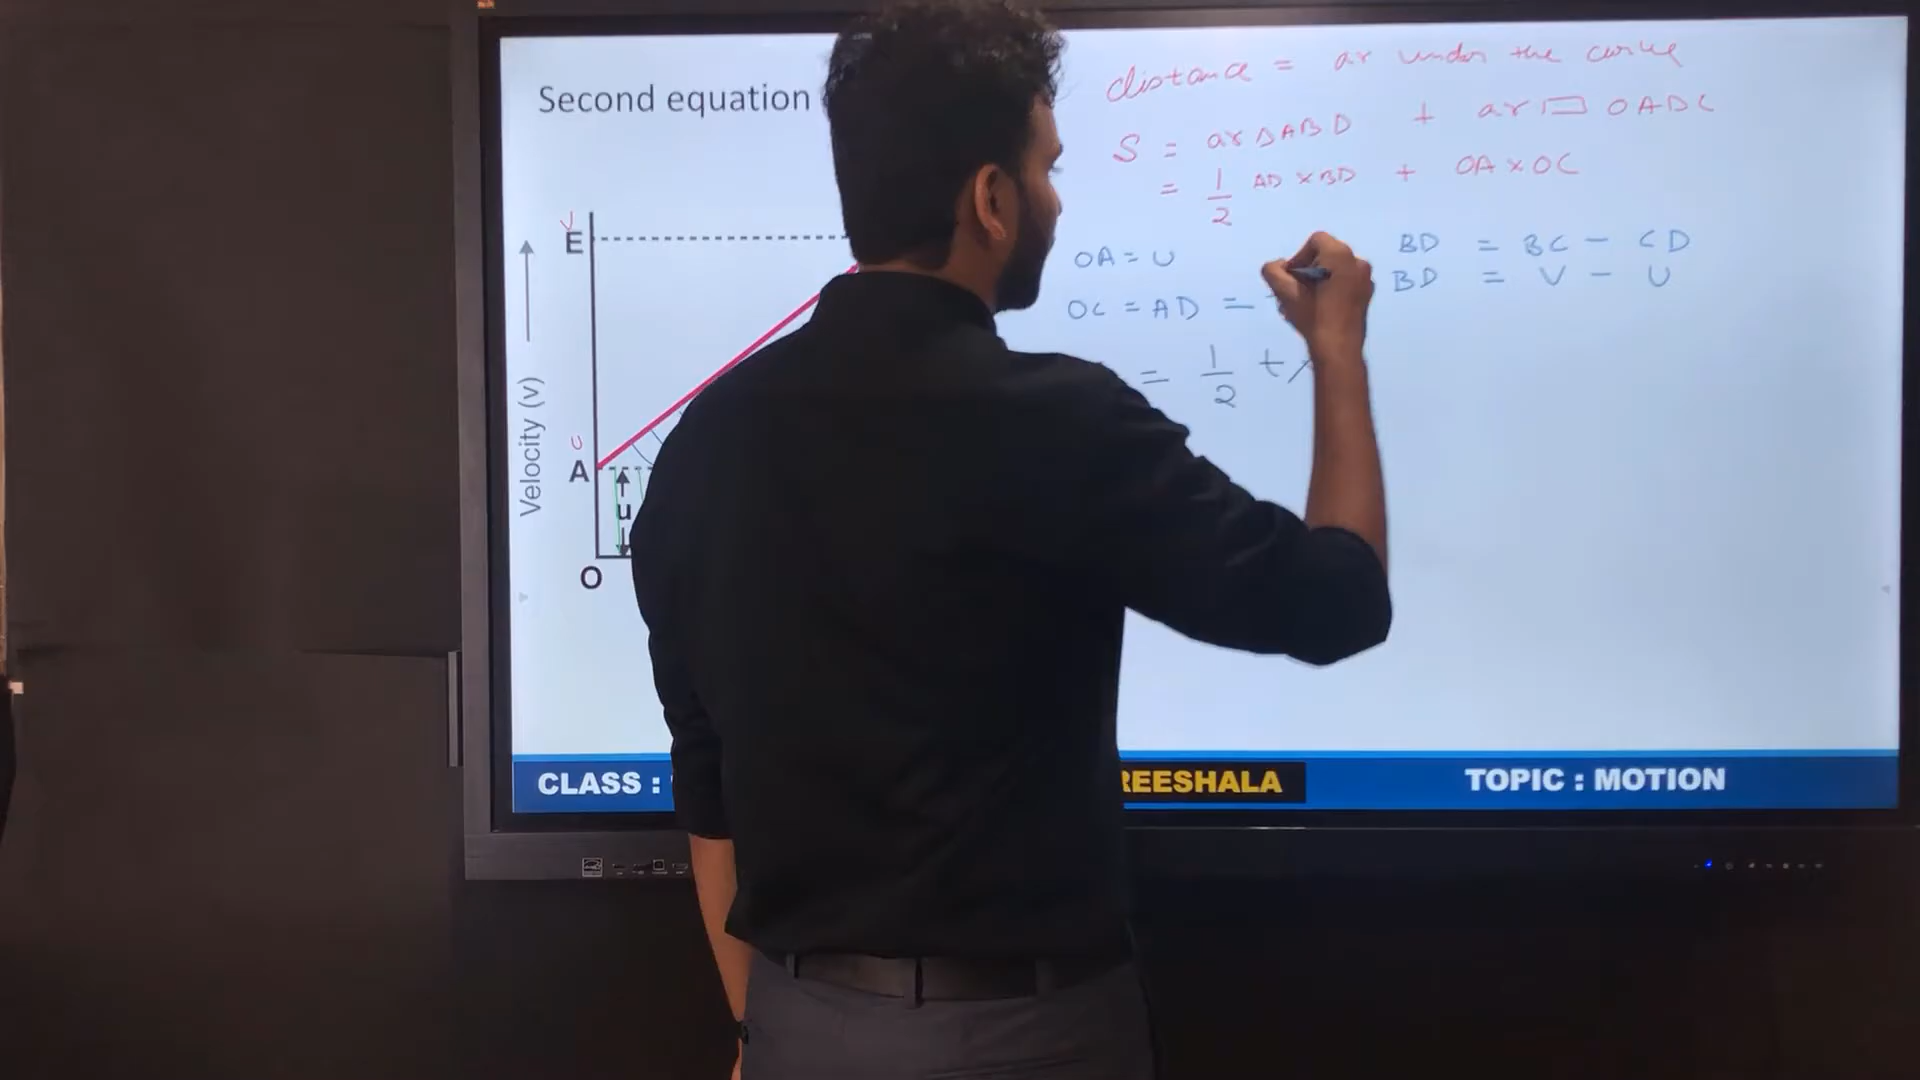 Second equation
distance = ar under the curve
S = ar △ABD + ar ▭ OADC
= 1/2 AD × BD + OA × OC
OA = U
BD = BC - CD
BD = V - U
OC = AD =
= 1/2 t ×
V
E
U
A
u
O
Velocity (v)
CLASS :
REESHALA
TOPIC : MOTION